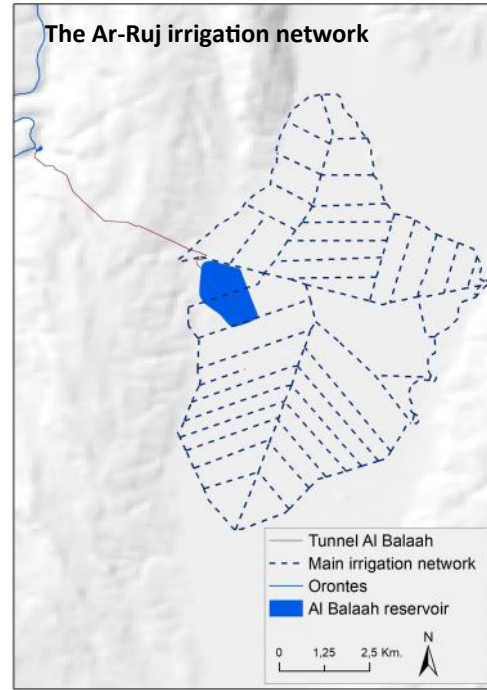 The Ar-Ruj irrigation network
Tunnel Al Balaah
Main irrigation network
Orontes
Al Balaah reservoir
N
0 1,25 2,5 Km.